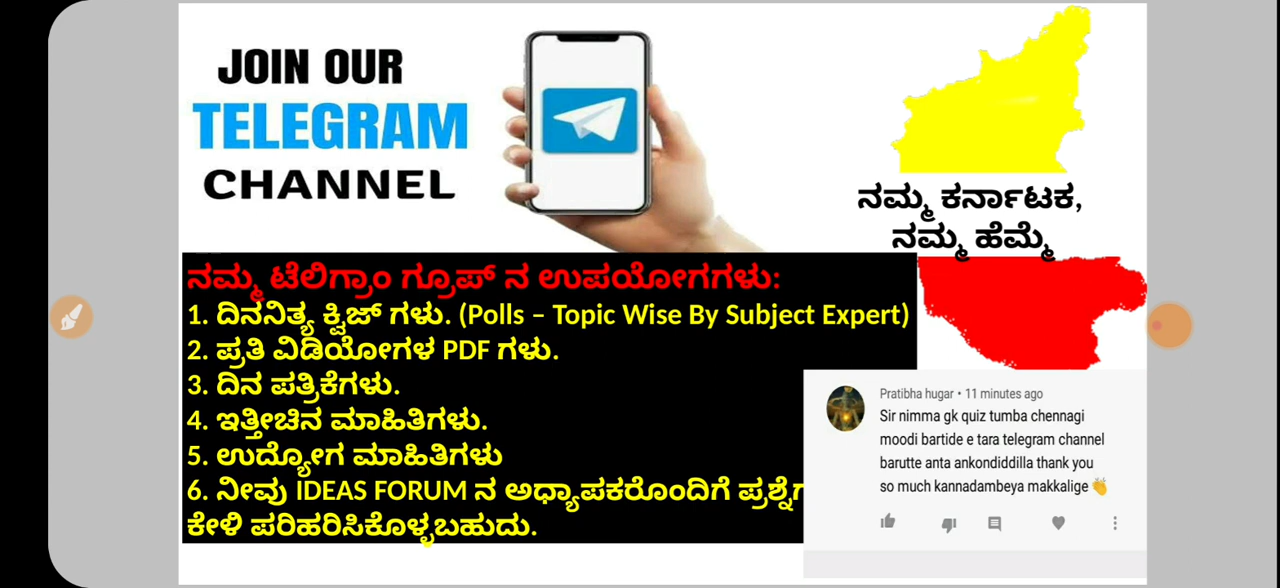 JOIN OUR
TELEGRAM
CHANNEL
ನಮ್ಮ ಕರ್ನಾಟಕ,
ನಮ್ಮ ಹೆಮ್ಮೆ
ನಮ್ಮ ಟೆಲಿಗ್ರಾಂ ಗ್ರೂಪ್ ನ ಉಪಯೋಗಗಳು:
1. ದಿನನಿತ್ಯ ಕ್ವಿಜ್ ಗಳು. (Polls – Topic Wise By Subject Expert)
2. ಪ್ರತಿ ವಿಡಿಯೋಗಳ PDF ಗಳು.
3. ದಿನ ಪತ್ರಿಕೆಗಳು.
4. ಇತ್ತೀಚಿನ ಮಾಹಿತಿಗಳು.
5. ಉದ್ಯೋಗ ಮಾಹಿತಿಗಳು
6. ನೀವು IDEAS FORUM ನ ಅಧ್ಯಾಪಕರೊಂದಿಗೆ
ಕೇಳಿ ಪರಿಹರಿಸಿಕೊಳ್ಳಬಹುದು.
Pratibha hugar • 11 minutes ago
Sir nimma gk quiz tumba chennagi
moodi bartide e tara telegram channel
barutte anta ankondiddilla thank you
so much kannadambeya makkalige 👏